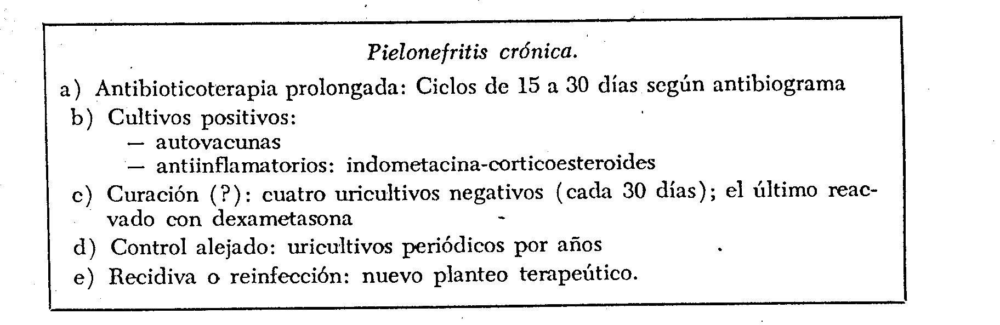 Pielonefritis crónica.
a) Antibioticoterapia prolongada: Ciclos de 15 a 30 días según antibiograma
b) Cultivos positivos:
— autovacunas
— antiinflamatorios: indometacina-corticoesteroides
c) Curación (?): cuatro uricultivos negativos (cada 30 días); el último reac-
vado con dexametasona
d) Control alejado: uricultivos periódicos por años
e) Recidiva o reinfección: nuevo planteo terapeútico.